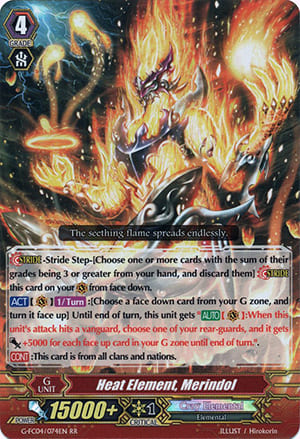 4
GRADE
The seething flame spreads endlessly.
STRIDE-Stride Step-[Choose one or more cards with the sum of their
grades being 3 or greater from your hand, and discard them] STRIDE
this card on your from face down.
ACT [ ] 1/Turn :[Choose a face down card from your G zone, and
turn it face up] Until end of turn, this unit gets "AUTO [ ]:When this
unit's attack hits a vanguard, choose one of your rear-guards, and it gets
+5000 for each face up card in your G zone until end of turn.".
CONT :This card is from all clans and nations.
G
UNIT
Heat Element, Merindol
POWER
15000+
1
CRITICAL
Cray Elemental
Elemental
G-FC04/074EN RR
ILLUST / Hirokorin